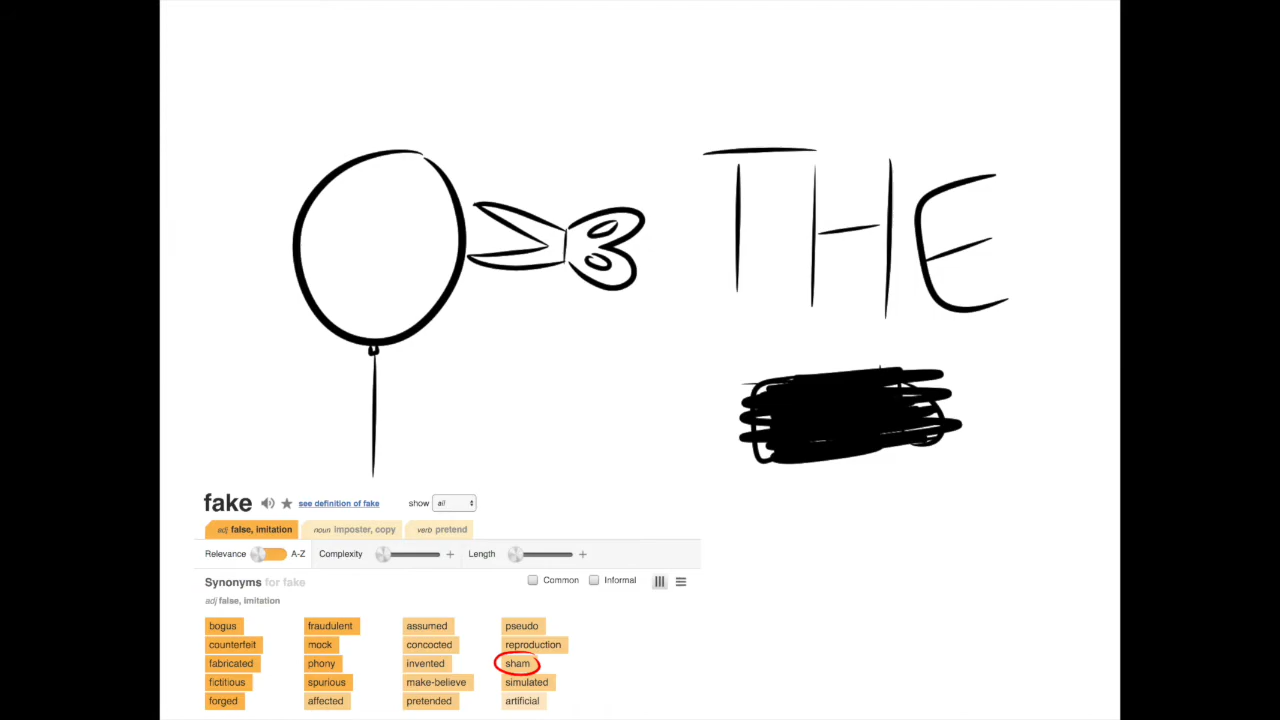 THE
fake see definition of fake show all
adj false, imitation noun imposter, copy verb pretend
Relevance A-Z Complexity + Length +
Synonyms for fake Common Informal
adj false, imitation
bogus fraudulent assumed pseudo
counterfeit mock concocted reproduction
fabricated phony invented sham
fictitious spurious make-believe simulated
forged affected pretended artificial